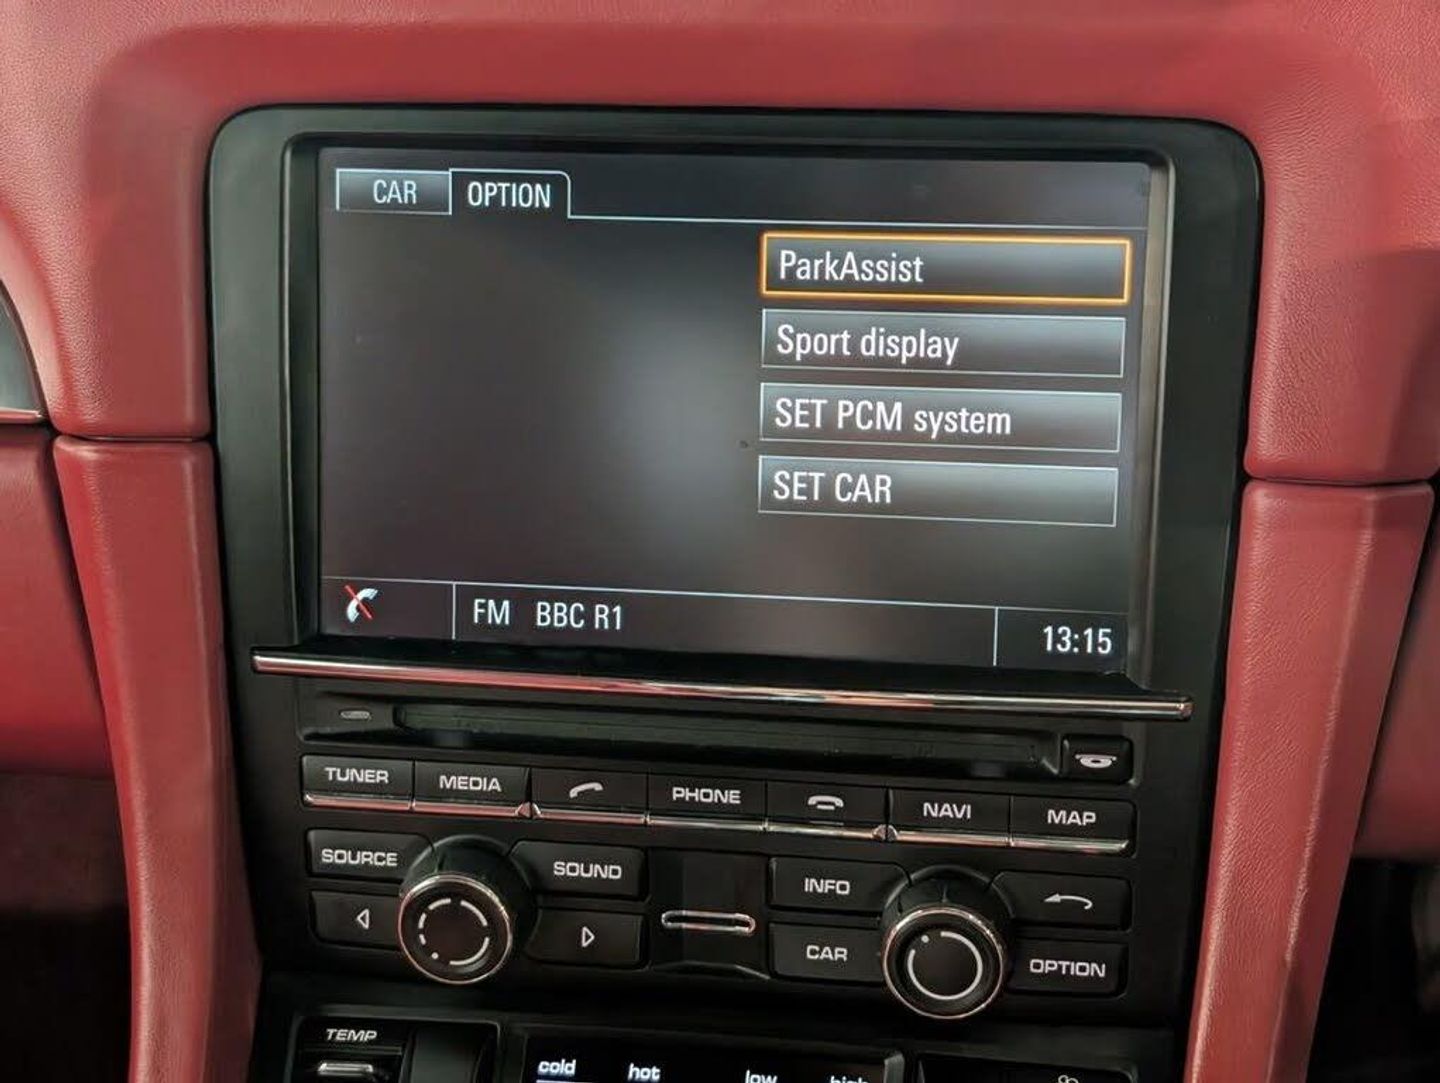 CAR OPTION
ParkAssist
Sport display
SET PCM system
SET CAR
FM BBC R1 13:15
TUNER MEDIA PHONE NAVI MAP
SOURCE SOUND INFO
CAR OPTION
TEMP
cold hot low high